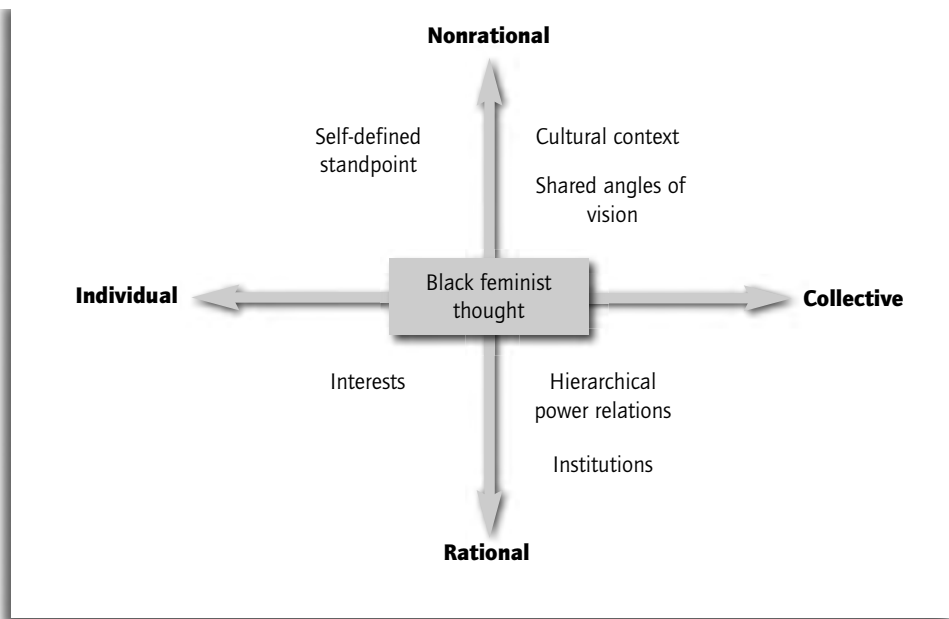 Nonrational
Self-defined
standpoint
Cultural context
Shared angles of
vision
Individual
Black feminist
thought
Collective
Interests
Hierarchical
power relations
Institutions
Rational